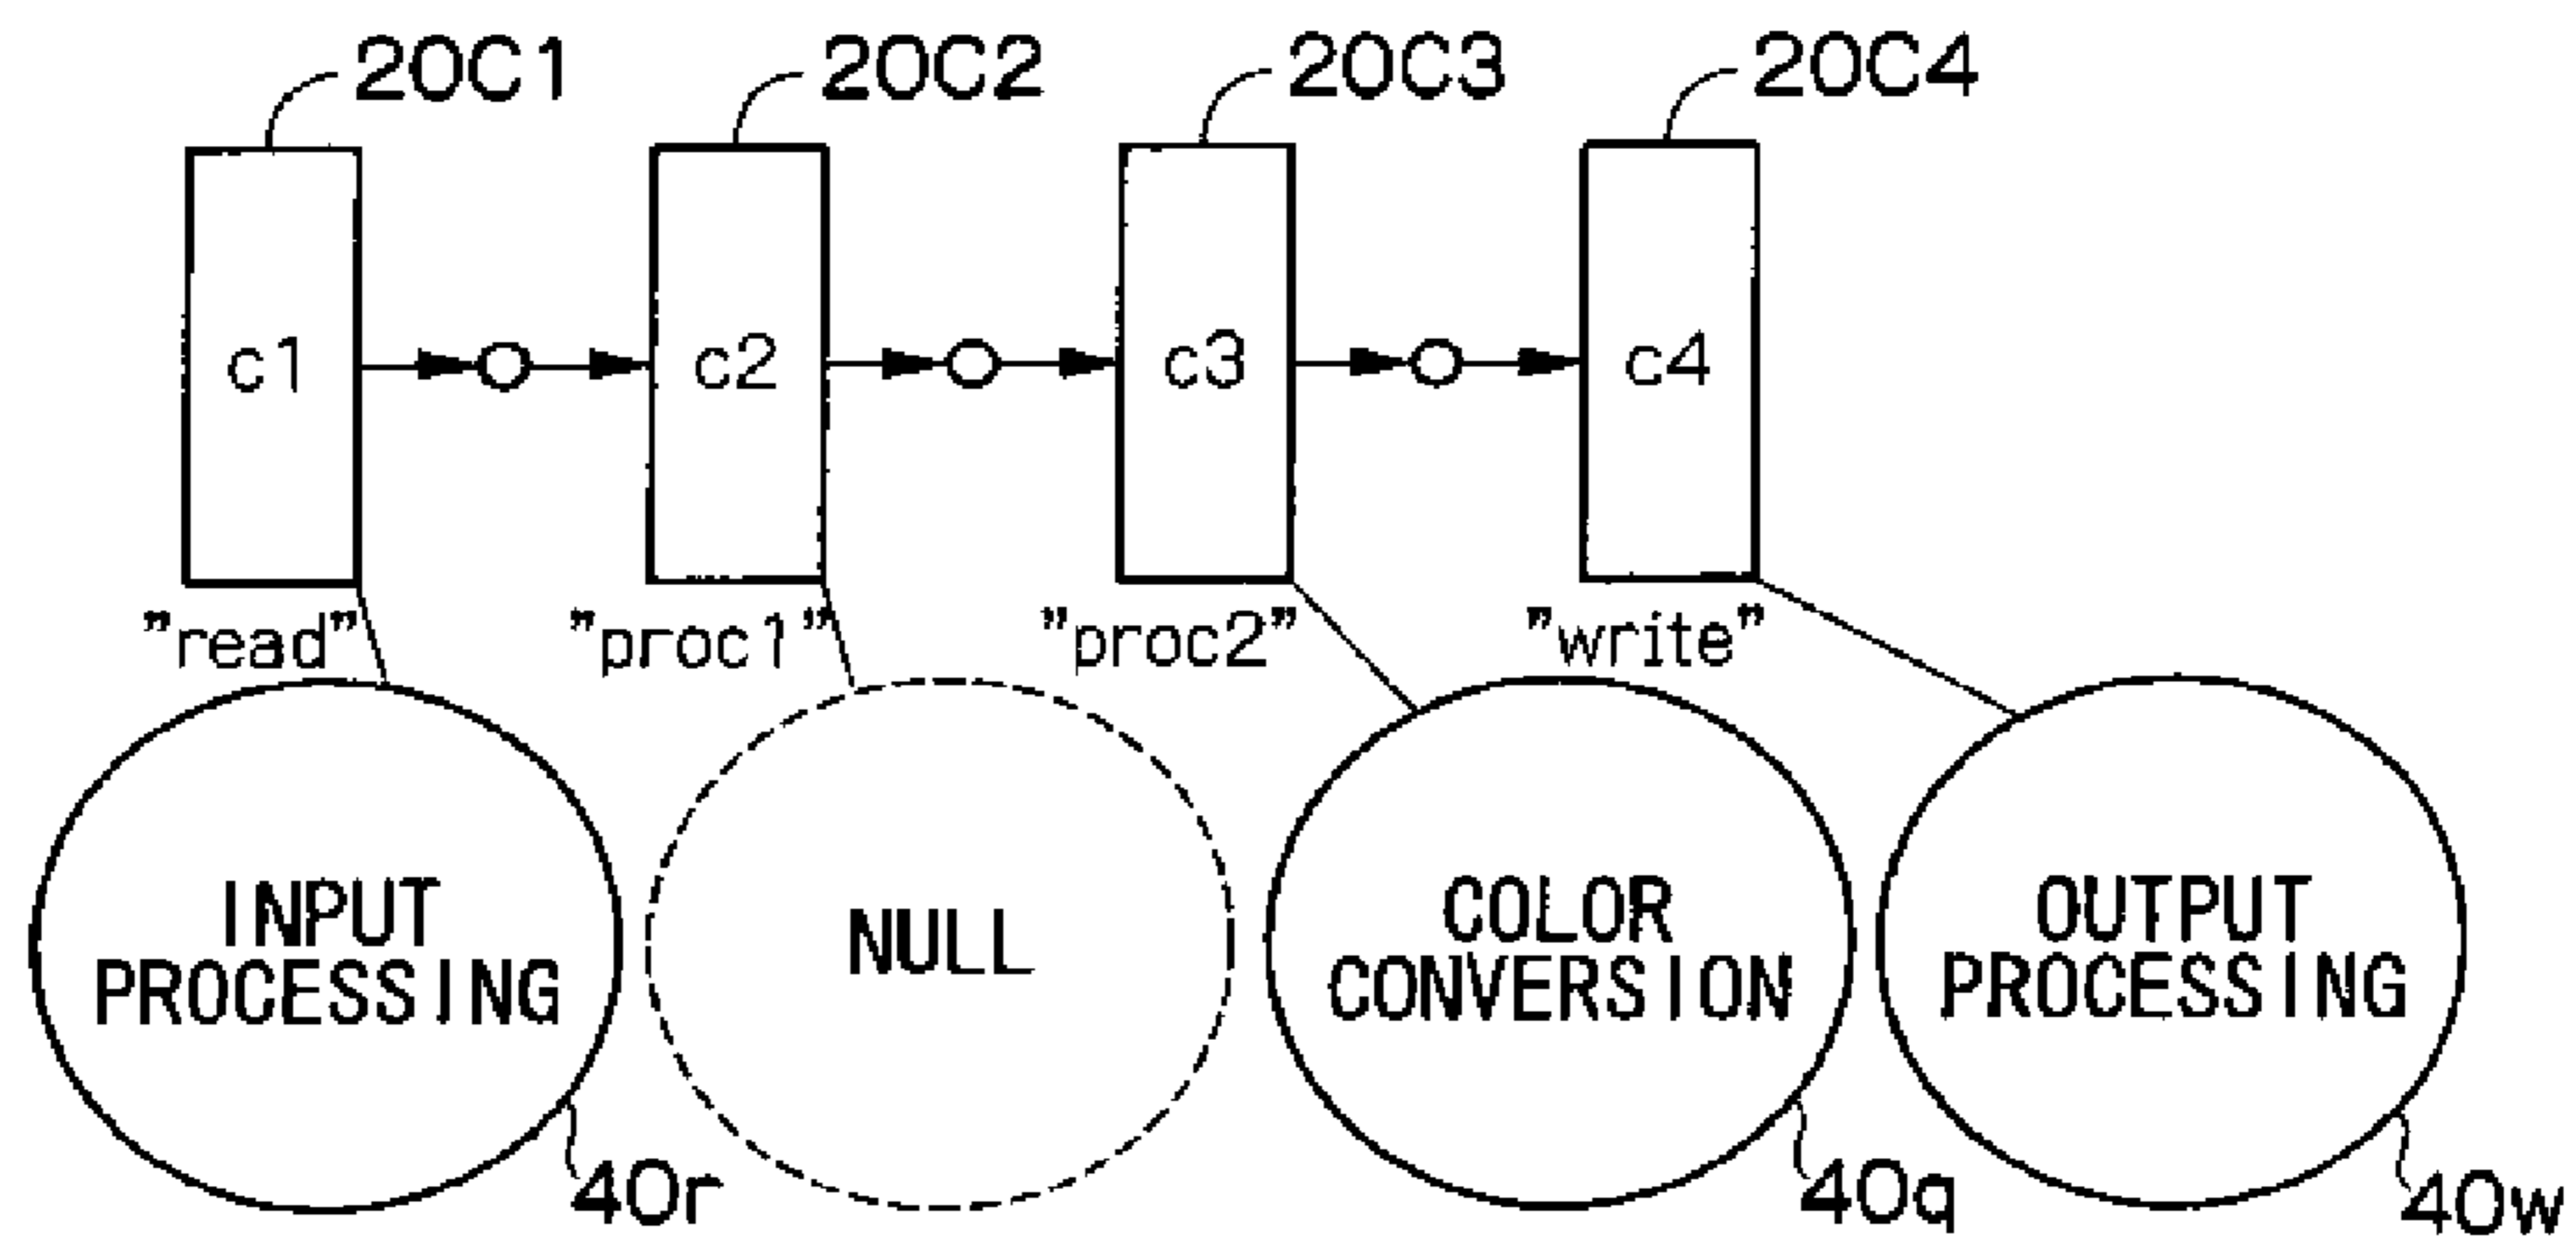 20C1 20C2 20C3 20C4
c1 c2 c3 c4
"read" "proc1" "proc2" "write"
INPUT PROCESSING
NULL
COLOR CONVERSION
OUTPUT PROCESSING
40r 40q 40w